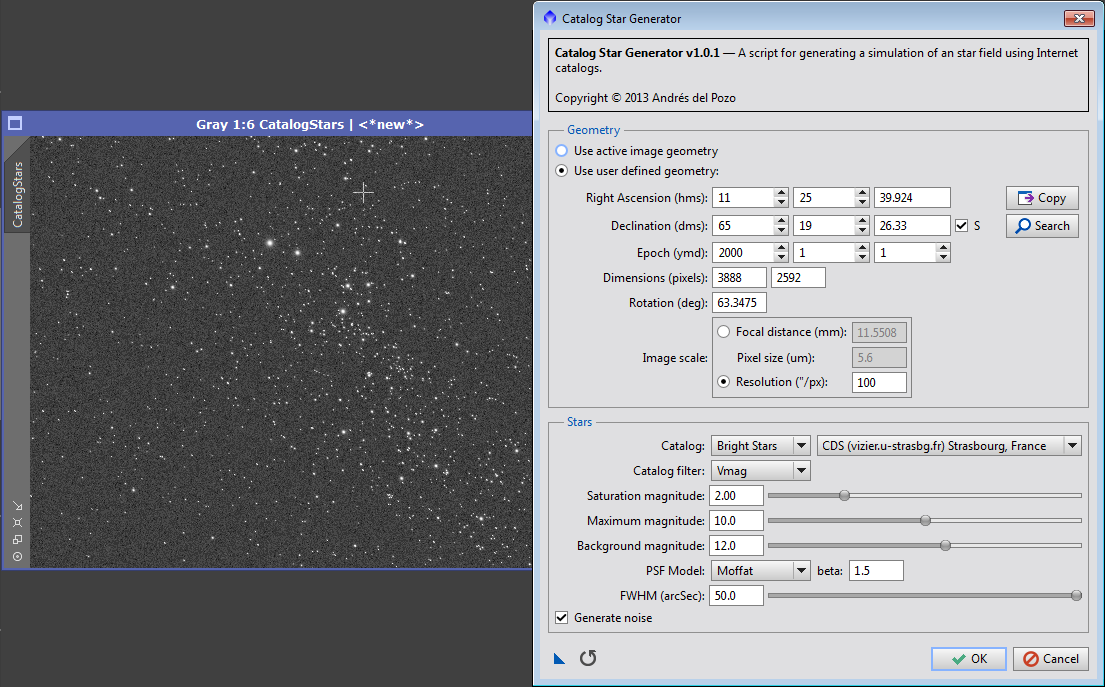 Gray 1:6 CatalogStars | <*new*>
CatalogStars
Catalog Star Generator
Catalog Star Generator v1.0.1 — A script for generating a simulation of an star field using Internet
catalogs.
Copyright © 2013 Andrés del Pozo
Geometry
Use active image geometry
Use user defined geometry:
Right Ascension (hms): 11 25 39.924 Copy
Declination (dms): 65 19 26.33 S Search
Epoch (ymd): 2000 1 1
Dimensions (pixels): 3888 2592
Rotation (deg): 63.3475
Focal distance (mm): 11.5508
Image scale: Pixel size (um): 5.6
Resolution ("/px): 100
Stars
Catalog: Bright Stars CDS (vizier.u-strasbg.fr) Strasbourg, France
Catalog filter: Vmag
Saturation magnitude: 2.00
Maximum magnitude: 10.0
Background magnitude: 12.0
PSF Model: Moffat beta: 1.5
FWHM (arcSec): 50.0
Generate noise
OK Cancel